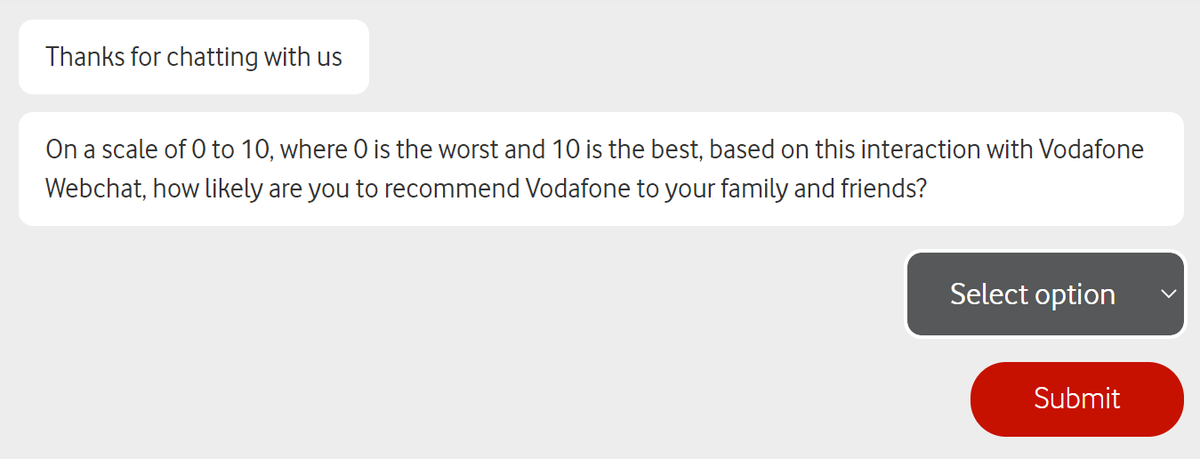 Thanks for chatting with us
On a scale of 0 to 10, where 0 is the worst and 10 is the best, based on this interaction with Vodafone
Webchat, how likely are you to recommend Vodafone to your family and friends?
Select option
Submit